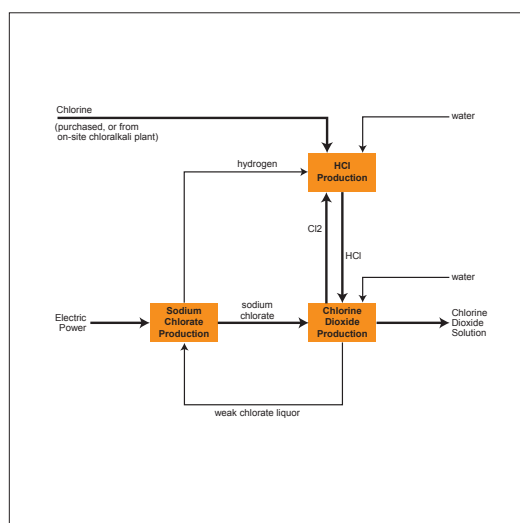 Chlorine
(purchased, or from
on-site chloralkali plant)
water
hydrogen
HCl
Production
Cl2
HCl
water
Electric
Power
Sodium
Chlorate
Production
sodium
chlorate
Chlorine
Dioxide
Production
Chlorine
Dioxide
Solution
weak chlorate liquor